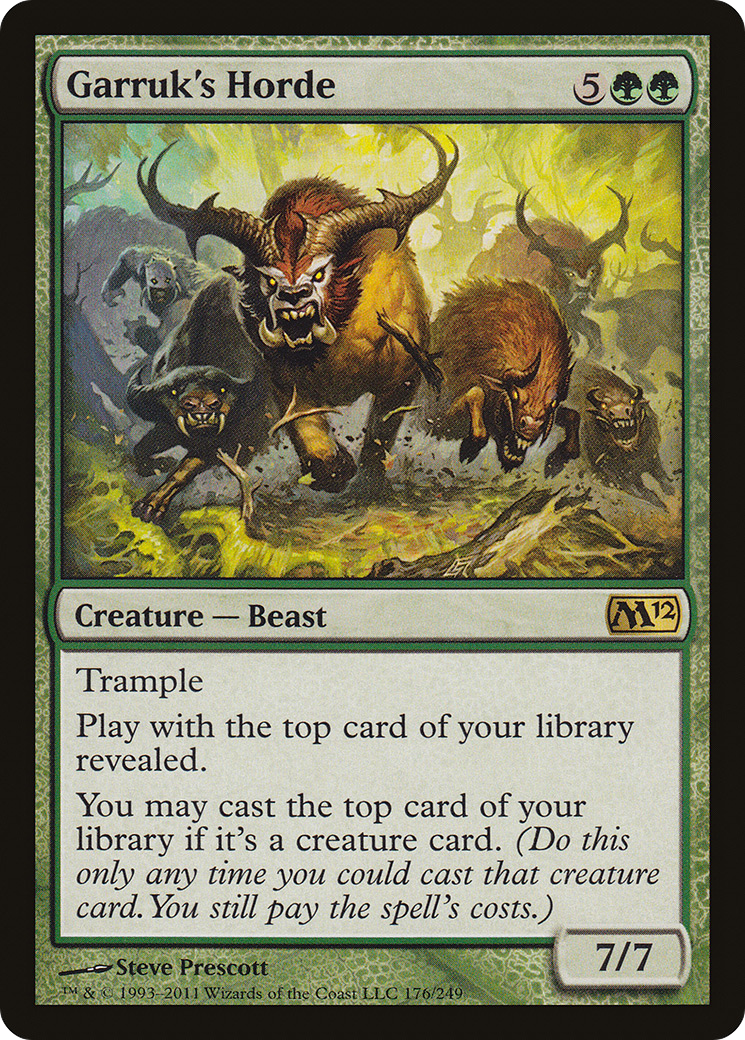 Garruk's Horde 5
Creature — Beast M12
Trample
Play with the top card of your library
revealed.
You may cast the top card of your
library if it's a creature card. (Do this
only any time you could cast that creature
card. You still pay the spell's costs.)
7/7
Steve Prescott
™ & © 1993–2011 Wizards of the Coast LLC 176/249